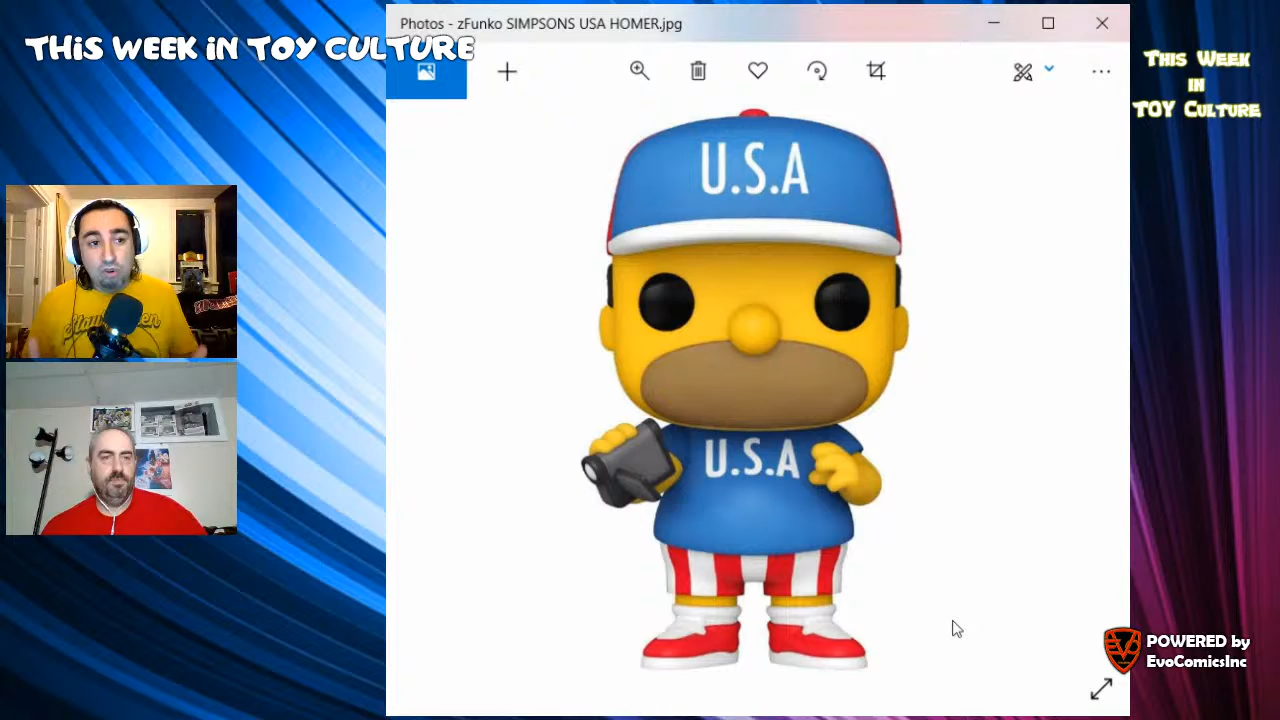 Photos - zFunko SIMPSONS USA HOMER.jpg
THiS WEEK iN TOY CULTURE
This Week
in
TOY Culture
U.S.A
U.S.A
POWERED by
EvoComicsInc